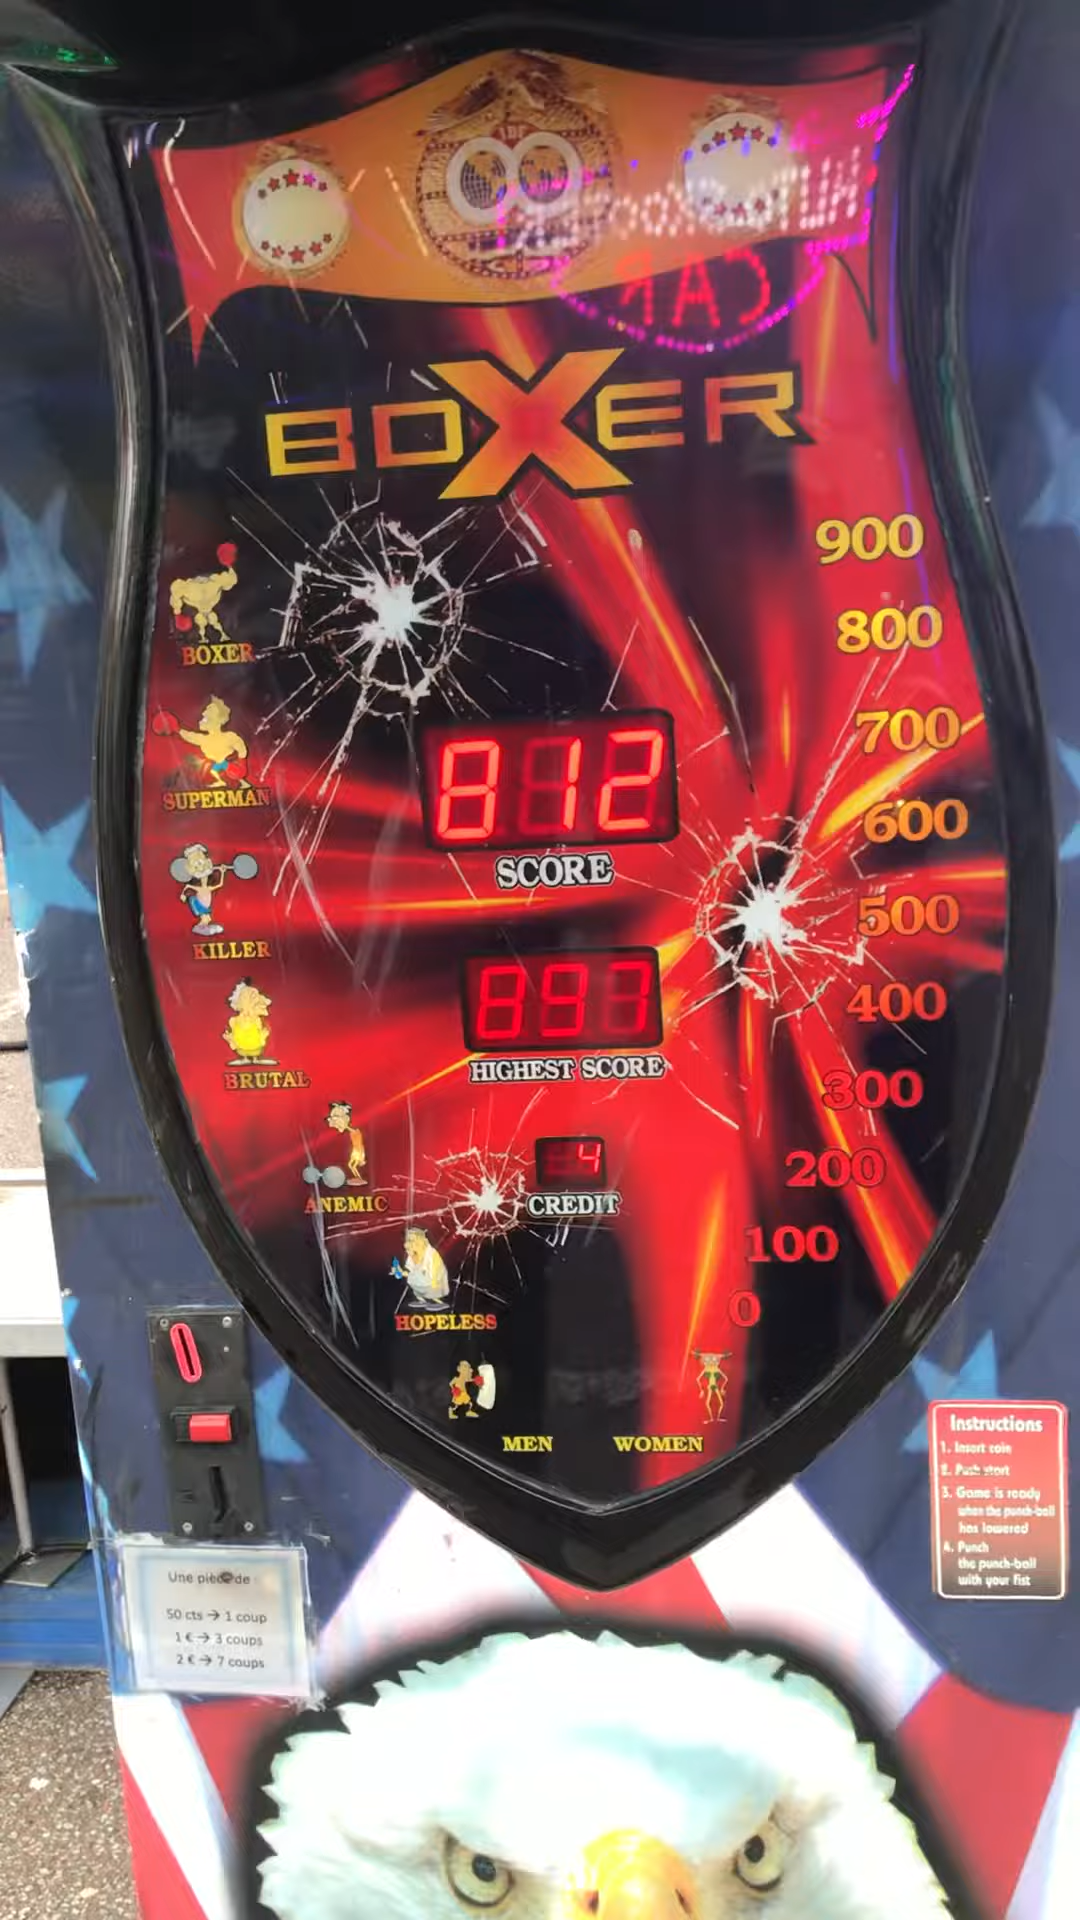 BOXER
900
BOXER
800
SUPERMAN
700
812
SCORE
600
KILLER
500
897
HIGHEST SCORE
400
BRUTAL
300
4
CREDIT
ANEMIC
200
HOPELESS
100
0
MEN WOMEN
Instructions
1. Insert coin
2. Push start
3. Game is ready
when the punch-ball
has lowered
4. Punch
the punch-ball
with your fist
Une pièce de :
50 cts → 1 coup
1 € → 3 coups
2 € → 7 coups